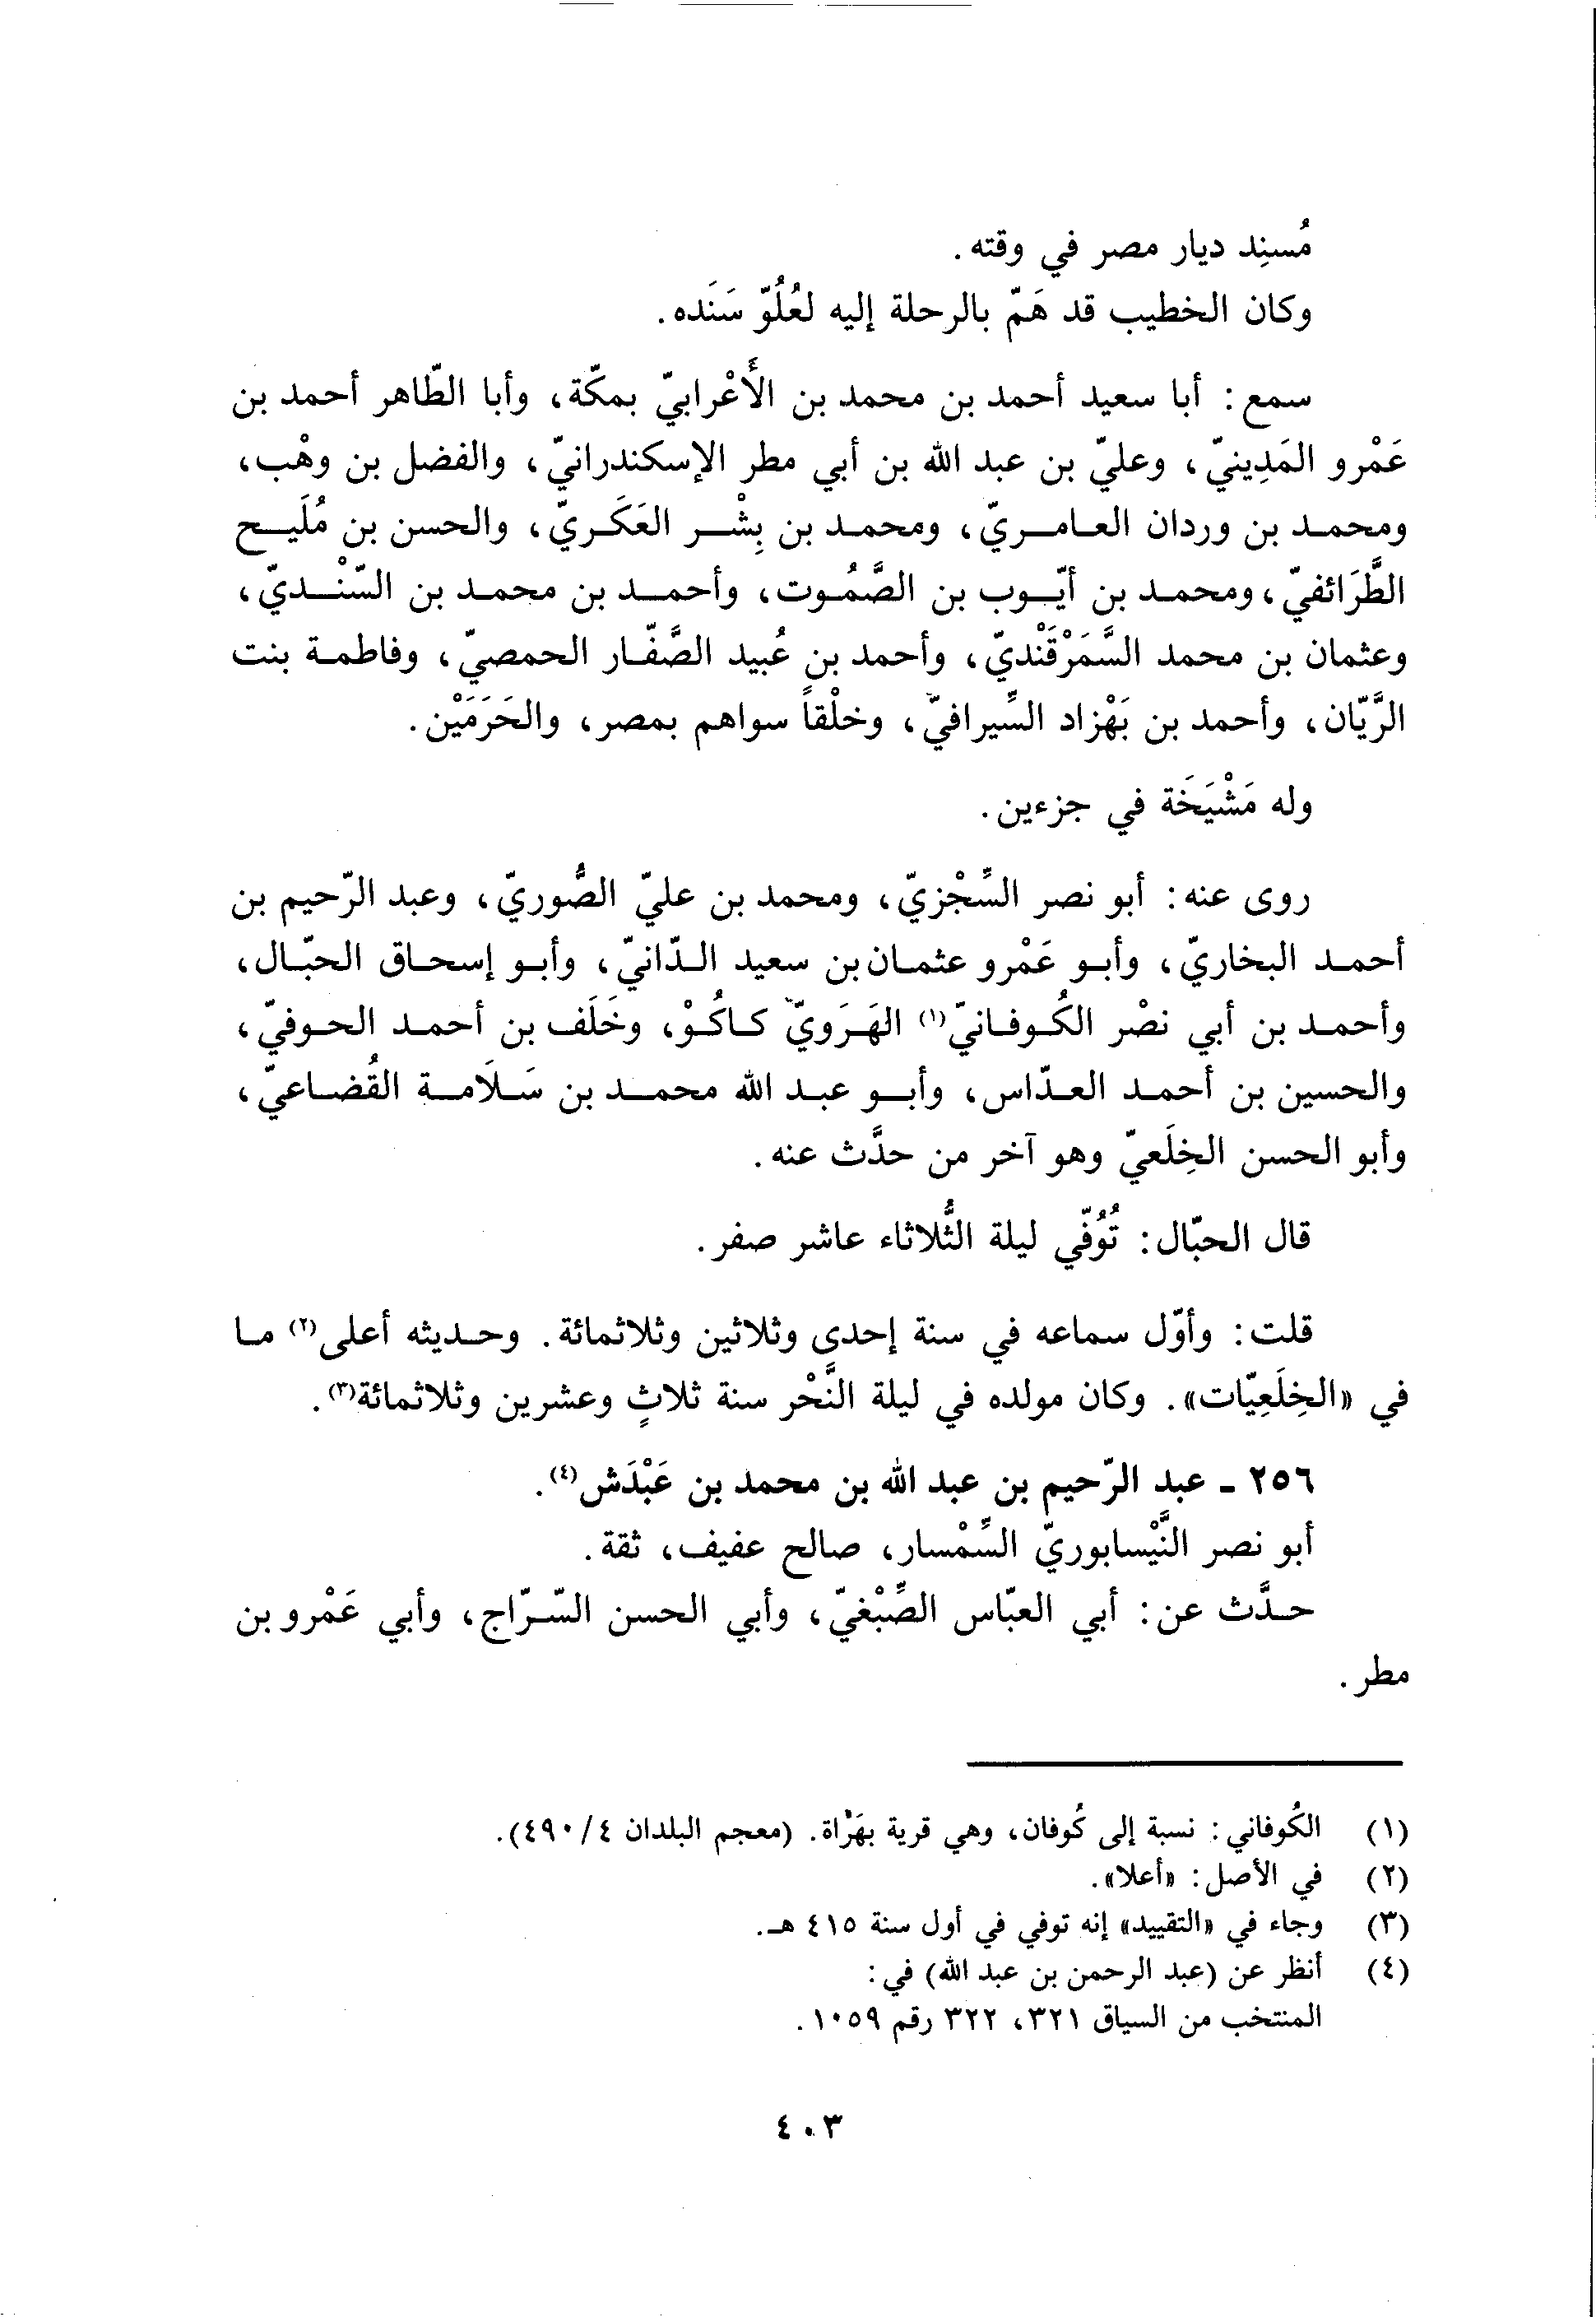 مُسنِد ديار مصر في وقته.
وكان الخطيب قد هَمّ بالرحلة إليه لعُلُوّ سَنَده.
سمع: أبا سعيد أحمد بن محمد بن الأَعْرابيّ بمكّة، وأبا الطّاهر أحمد بن
عَمْرو المَدِينيّ، وعليّ بن عبد الله بن أبي مطر الإسكندرانيّ، والفضل بن وهْب،
ومحمد بن وردان العامريّ، ومحمد بن بِشْر العَكَريّ، والحسن بن مُلَيح
الطَّرَائفيّ، ومحمد بن أيّوب بن الصَّمُوت، وأحمد بن محمد بن السّنْديّ،
وعثمان بن محمد السَّمَرْقَنْديّ، وأحمد بن عُبيد الصَّفّار الحمصيّ، وفاطمة بنت
الرَّيّان، وأحمد بن بَهْزاد السِّيرافيّ، وخلْقاً سواهم بمصر، والحَرَمَيْن.
وله مَشْيَخَة في جزءين.
روى عنه: أبو نصر السِّجْزيّ، ومحمد بن عليّ الصُّوريّ، وعبد الرّحيم بن
أحمد البخاريّ، وأبو عَمْرو عثمان بن سعيد الدّانيّ، وأبو إسحاق الحبّال،
وأحمد بن أبي نصْر الكُوفانيّ(١) الهَرَويّ كاكُوْ، وخَلَف بن أحمد الحوفيّ،
والحسين بن أحمد العدّاس، وأبو عبد الله محمد بن سَلَامة القُضاعيّ،
وأبو الحسن الخِلَعيّ وهو آخر من حدَّث عنه.
قال الحبّال: تُوُفّي ليلة الثُّلاثاء عاشر صفر.
قلت: وأوّل سماعه في سنة إحدى وثلاثين وثلاثمائة. وحديثه أعلى(٢) ما
في «الخِلَعِيّات». وكان مولده في ليلة النَّحْر سنة ثلاثٍ وعشرين وثلاثمائة(٣).
٢٥٦ - عبد الرّحيم بن عبد الله بن محمد بن عَبْدَش(٤).
أبو نصر النَّيْسابوريّ السِّمْسار، صالح عفيف، ثقة.
حدَّث عن: أبي العبّاس الصِّبْغيّ، وأبي الحسن السّرّاج، وأبي عَمْرو بن
مطر.
(١) الكُوفاني: نسبة إلى كُوفان، وهي قرية بهَرْاة. (معجم البلدان ٤/ ٤٩٠).
(٢) في الأصل: «أعلا».
(٣) وجاء في «التقييد» إنه توفي في أول سنة ٤١٥ هـ.
(٤) أنظر عن (عبد الرحمن بن عبد الله) في:
المنتخب من السياق ٣٢١، ٣٢٢ رقم ١٠٥٩.
٤٠٣